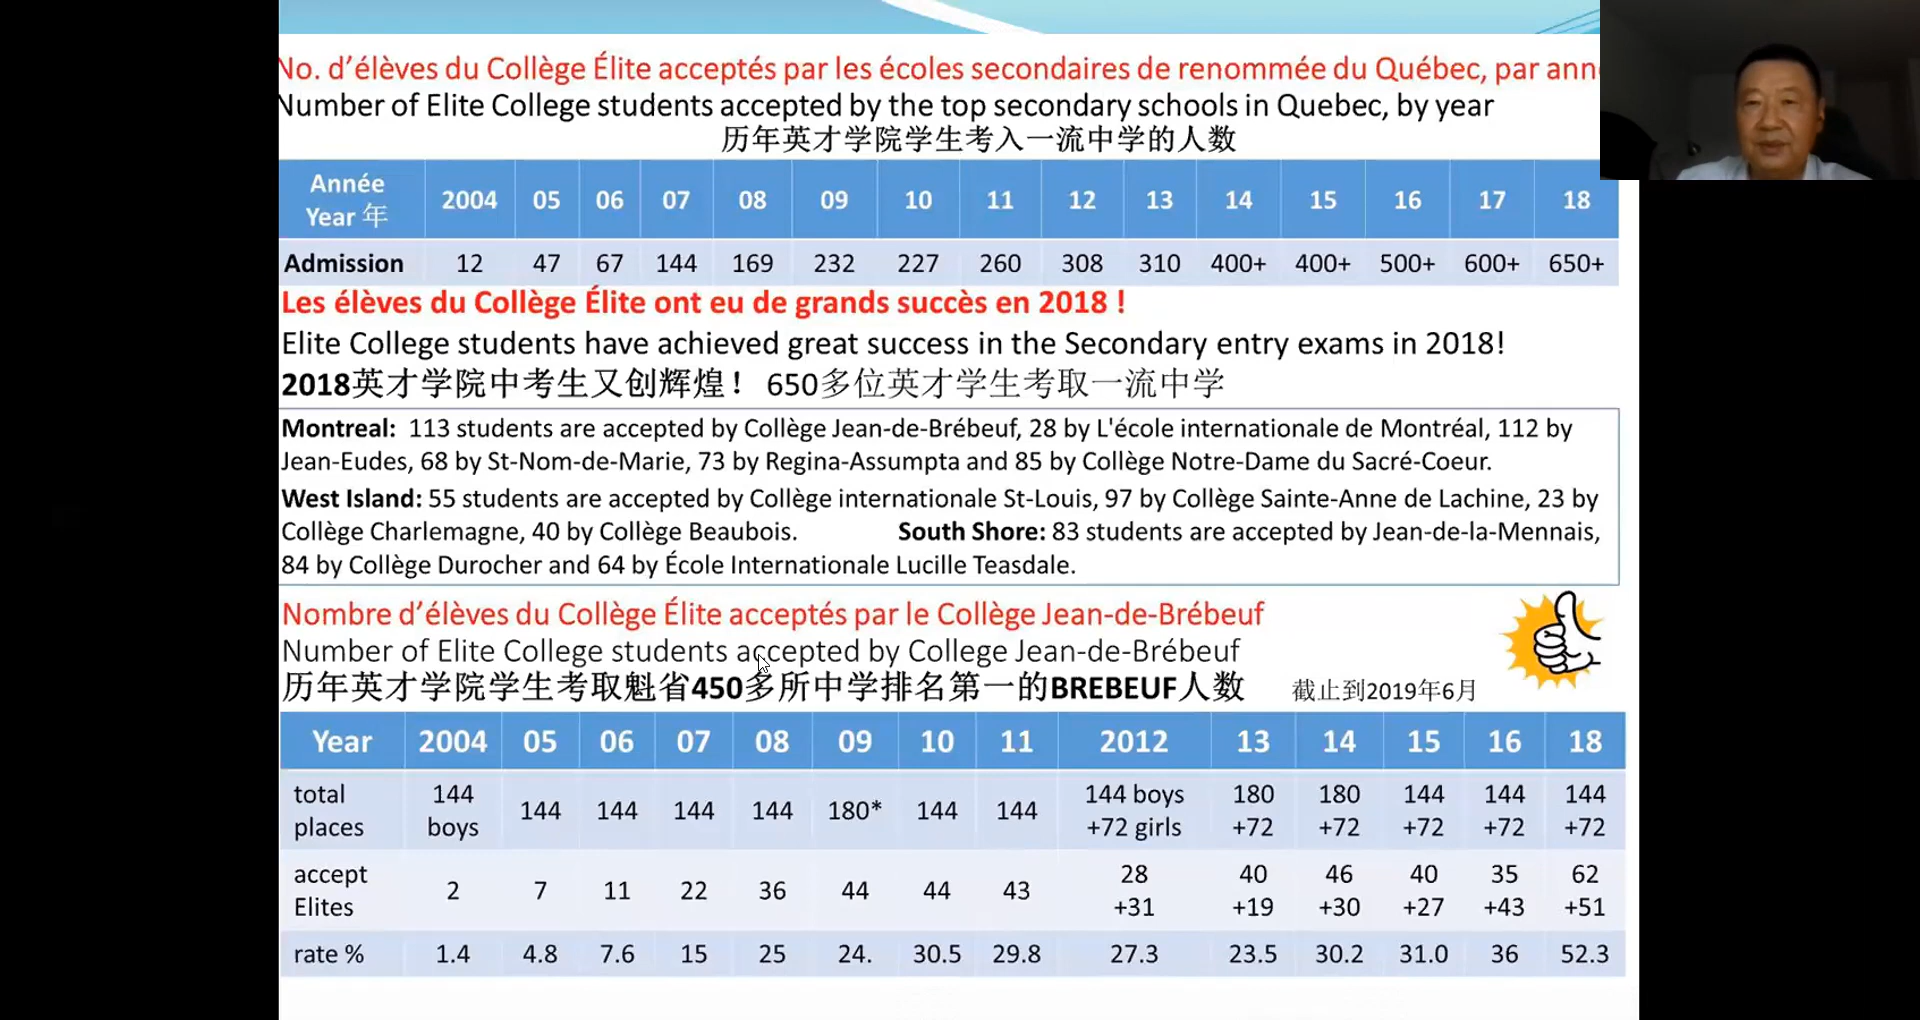 No. d’élèves du Collège Élite acceptés par les écoles secondaires de renommée du Québec, par
Number of Elite College students accepted by the top secondary schools in Quebec, by year
历年英才学院学生考入一流中学的人数
Année Year 年 2004 05 06 07 08 09 10 11 12 13 14 15 16 17 18
Admission 12 47 67 144 169 232 227 260 308 310 400+ 400+ 500+ 600+ 650+
Les élèves du Collège Élite ont eu de grands succès en 2018 !
Elite College students have achieved great success in the Secondary entry exams in 2018!
2018英才学院中考生又创辉煌！ 650多位英才学生考取一流中学
Montreal: 113 students are accepted by Collège Jean-de-Brébeuf, 28 by L'école internationale de Montréal, 112 by
Jean-Eudes, 68 by St-Nom-de-Marie, 73 by Regina-Assumpta and 85 by Collège Notre-Dame du Sacré-Coeur.
West Island: 55 students are accepted by Collège internationale St-Louis, 97 by Collège Sainte-Anne de Lachine, 23 by
Collège Charlemagne, 40 by Collège Beaubois. South Shore: 83 students are accepted by Jean-de-la-Mennais,
84 by Collège Durocher and 64 by École Internationale Lucille Teasdale.
Nombre d’élèves du Collège Élite acceptés par le Collège Jean-de-Brébeuf
Number of Elite College students accepted by College Jean-de-Brébeuf
历年英才学院学生考取魁省450多所中学排名第一的BREBEUF人数 截止到2019年6月
Year 2004 05 06 07 08 09 10 11 2012 13 14 15 16 18
total places 144 boys 144 144 144 144 180* 144 144 144 boys +72 girls 180 +72 180 +72 144 +72 144 +72 144 +72
accept Elites 2 7 11 22 36 44 44 43 28 +31 40 +19 46 +30 40 +27 35 +43 62 +51
rate % 1.4 4.8 7.6 15 25 24. 30.5 29.8 27.3 23.5 30.2 31.0 36 52.3